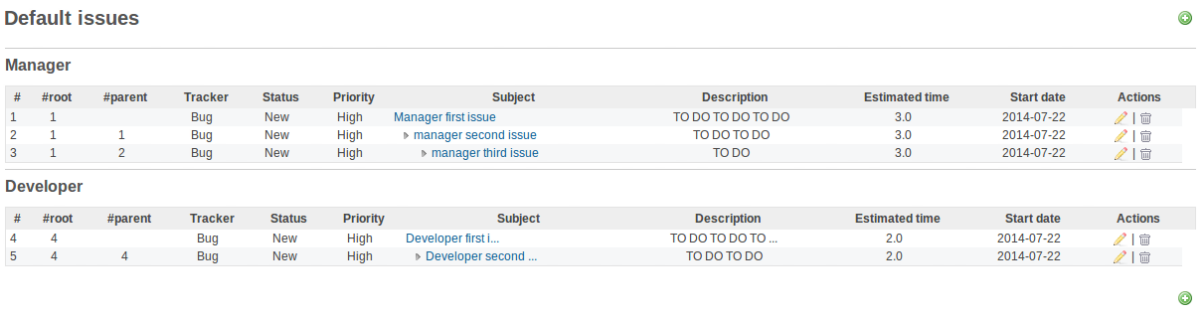 Default issues
Manager
# #root #parent Tracker Status Priority Subject Description Estimated time Start date Actions
1 1 Bug New High Manager first issue TO DO TO DO TO DO 3.0 2014-07-22 |
2 1 1 Bug New High manager second issue TO DO TO DO 3.0 2014-07-22 |
3 1 2 Bug New High manager third issue TO DO 3.0 2014-07-22 |
Developer
# #root #parent Tracker Status Priority Subject Description Estimated time Start date Actions
4 4 Bug New High Developer first i... TO DO TO DO TO ... 2.0 2014-07-22 |
5 4 4 Bug New High Developer second ... TO DO TO DO 2.0 2014-07-22 |